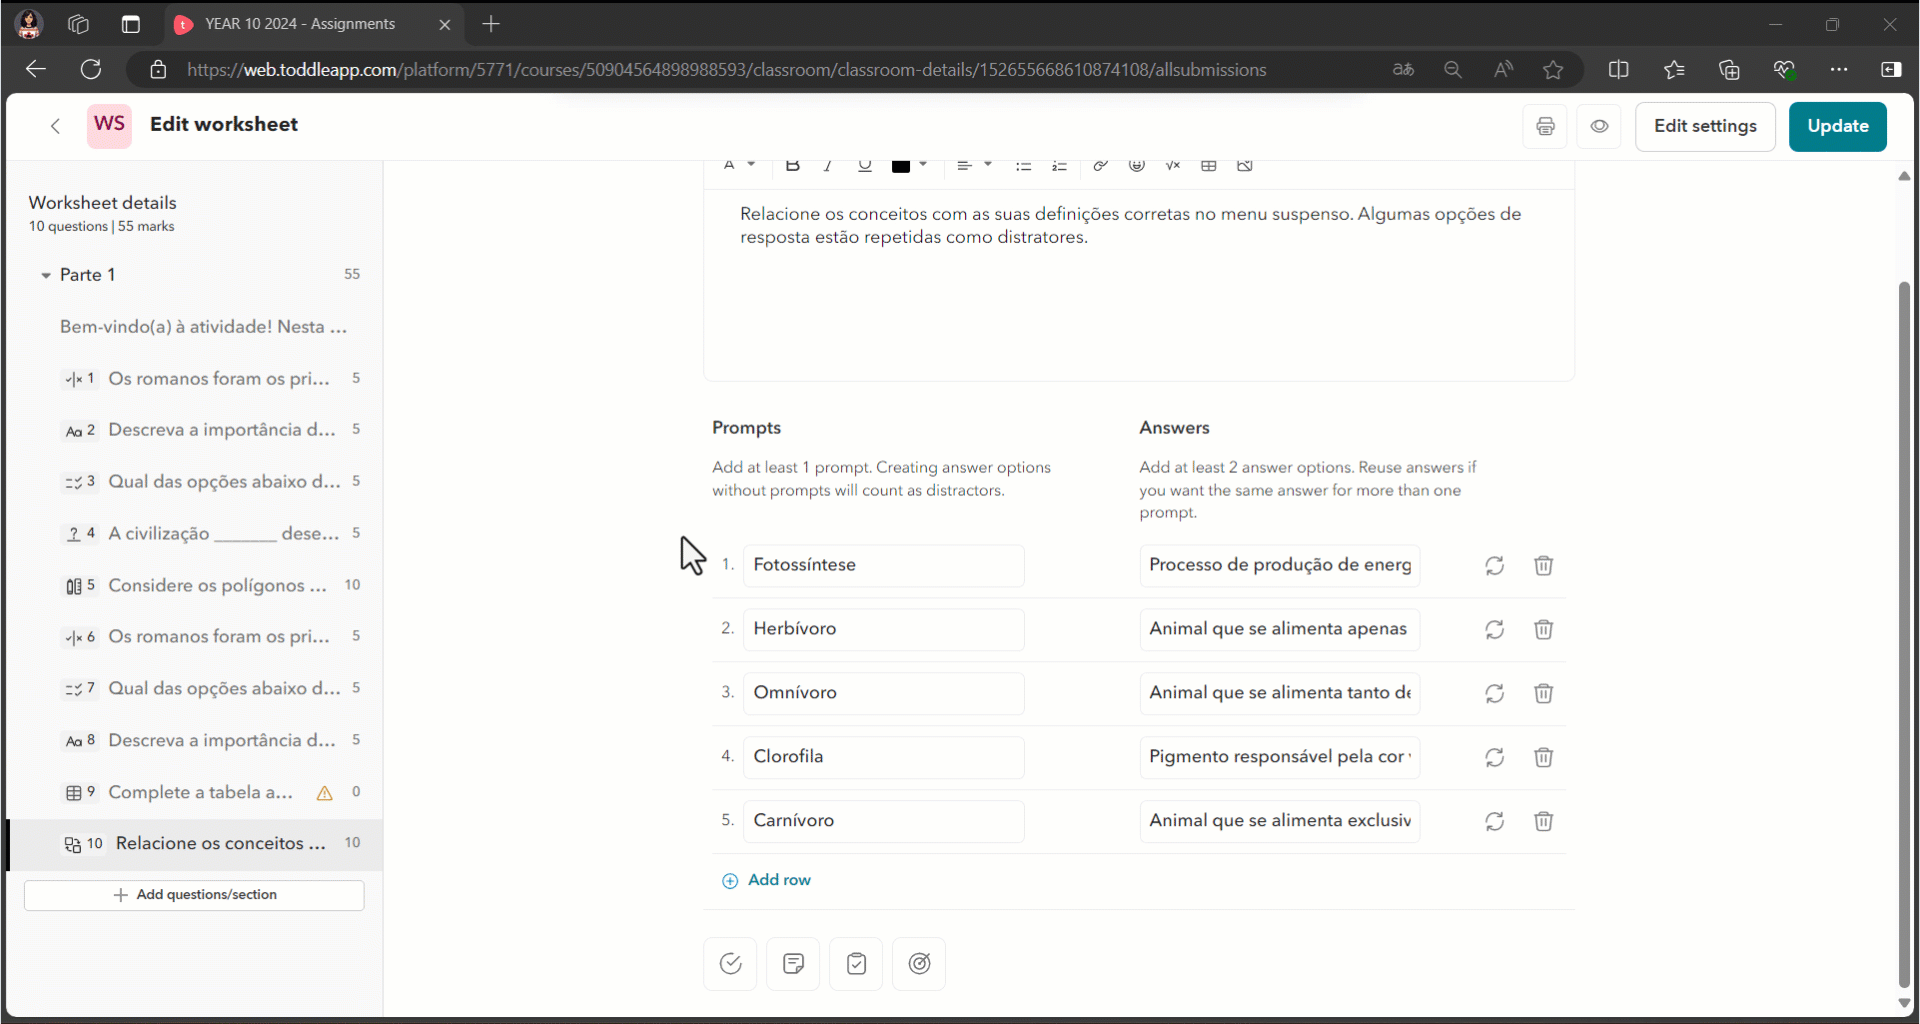 YEAR 10 2024 - Assignments
https://web.toddleapp.com/platform/5771/courses/50904564898988593/classroom/classroom-details/152655668610874108/allsubmissions
WS Edit worksheet
Edit settings
Update
Worksheet details
10 questions | 55 marks
Parte 1 55
Bem-vindo(a) à atividade! Nesta ...
1 Os romanos foram os pri... 5
Aa 2 Descreva a importância d... 5
3 Qual das opções abaixo d... 5
? 4 A civilização _______ dese... 5
5 Considere os polígonos ... 10
6 Os romanos foram os pri... 5
7 Qual das opções abaixo d... 5
Aa 8 Descreva a importância d... 5
9 Complete a tabela a... 0
10 Relacione os conceitos ... 10
+ Add questions/section
A B I U
Relacione os conceitos com as suas definições corretas no menu suspenso. Algumas opções de
resposta estão repetidas como distratores.
Prompts
Add at least 1 prompt. Creating answer options
without prompts will count as distractors.
Answers
Add at least 2 answer options. Reuse answers if
you want the same answer for more than one
prompt.
1. Fotossíntese Processo de produção de energ
2. Herbívoro Animal que se alimenta apenas
3. Omnívoro Animal que se alimenta tanto de
4. Clorofila Pigmento responsável pela cor
5. Carnívoro Animal que se alimenta exclusiv
Add row